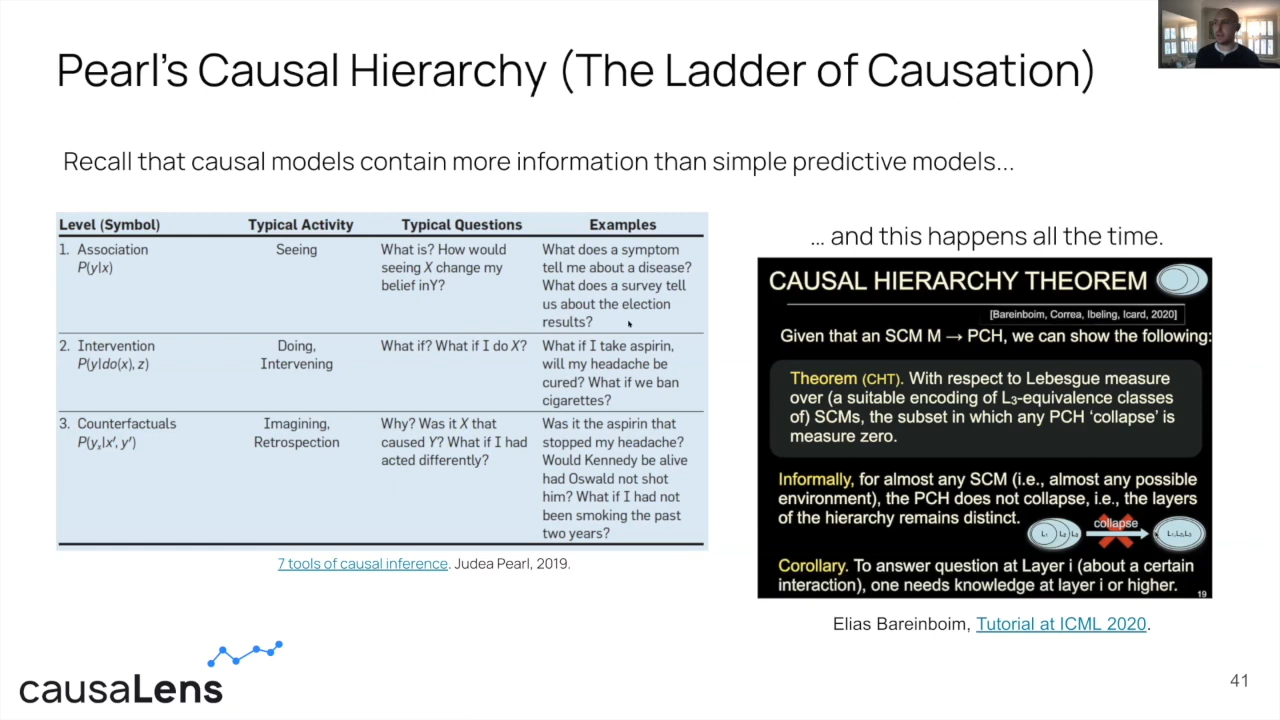 Pearl's Causal Hierarchy (The Ladder of Causation)
Recall that causal models contain more information than simple predictive models...
Level (Symbol) Typical Activity Typical Questions Examples
1. Association Seeing What is? How would What does a symptom
P(y|x) seeing X change my tell me about a disease?
belief inY? What does a survey tell
us about the election
results?
2. Intervention Doing, What if? What if I do X? If I take aspirin,
P(y|do(x), z) Intervening will my headache be
cured? What if we ban
cigarettes?
3. Counterfactuals Imagining, Why? Was it X that Was it the aspirin that
P(yₓ|x′, y′) Retrospection caused Y? What if I had stopped my headache?
acted differently? Would Kennedy be alive
had Oswald not shot
him? What if I had not
been smoking the past
two years?
7 tools of causal inference. Judea Pearl, 2019.
... and this happens all the time.
CAUSAL HIERARCHY THEOREM
[Bareinboim, Correa, Ibeling, Icard, 2020]
Given that an SCM M → PCH, we can show the following:
Theorem (CHT). With respect to Lebesgue measure
over (a suitable encoding of L₃-equivalence classes
of) SCMs, the subset in which any PCH 'collapse' is
measure zero.
Informally, for almost any SCM (i.e., almost any possible
environment), the PCH does not collapse, i.e., the layers
of the hierarchy remains distinct.
collapse
L₁ L₂ L₃
L₁,L₂,L₃
Corollary. To answer question at Layer i (about a certain
interaction), one needs knowledge at layer i or higher.
19
Elias Bareinboim, Tutorial at ICML 2020.
causaLens
41